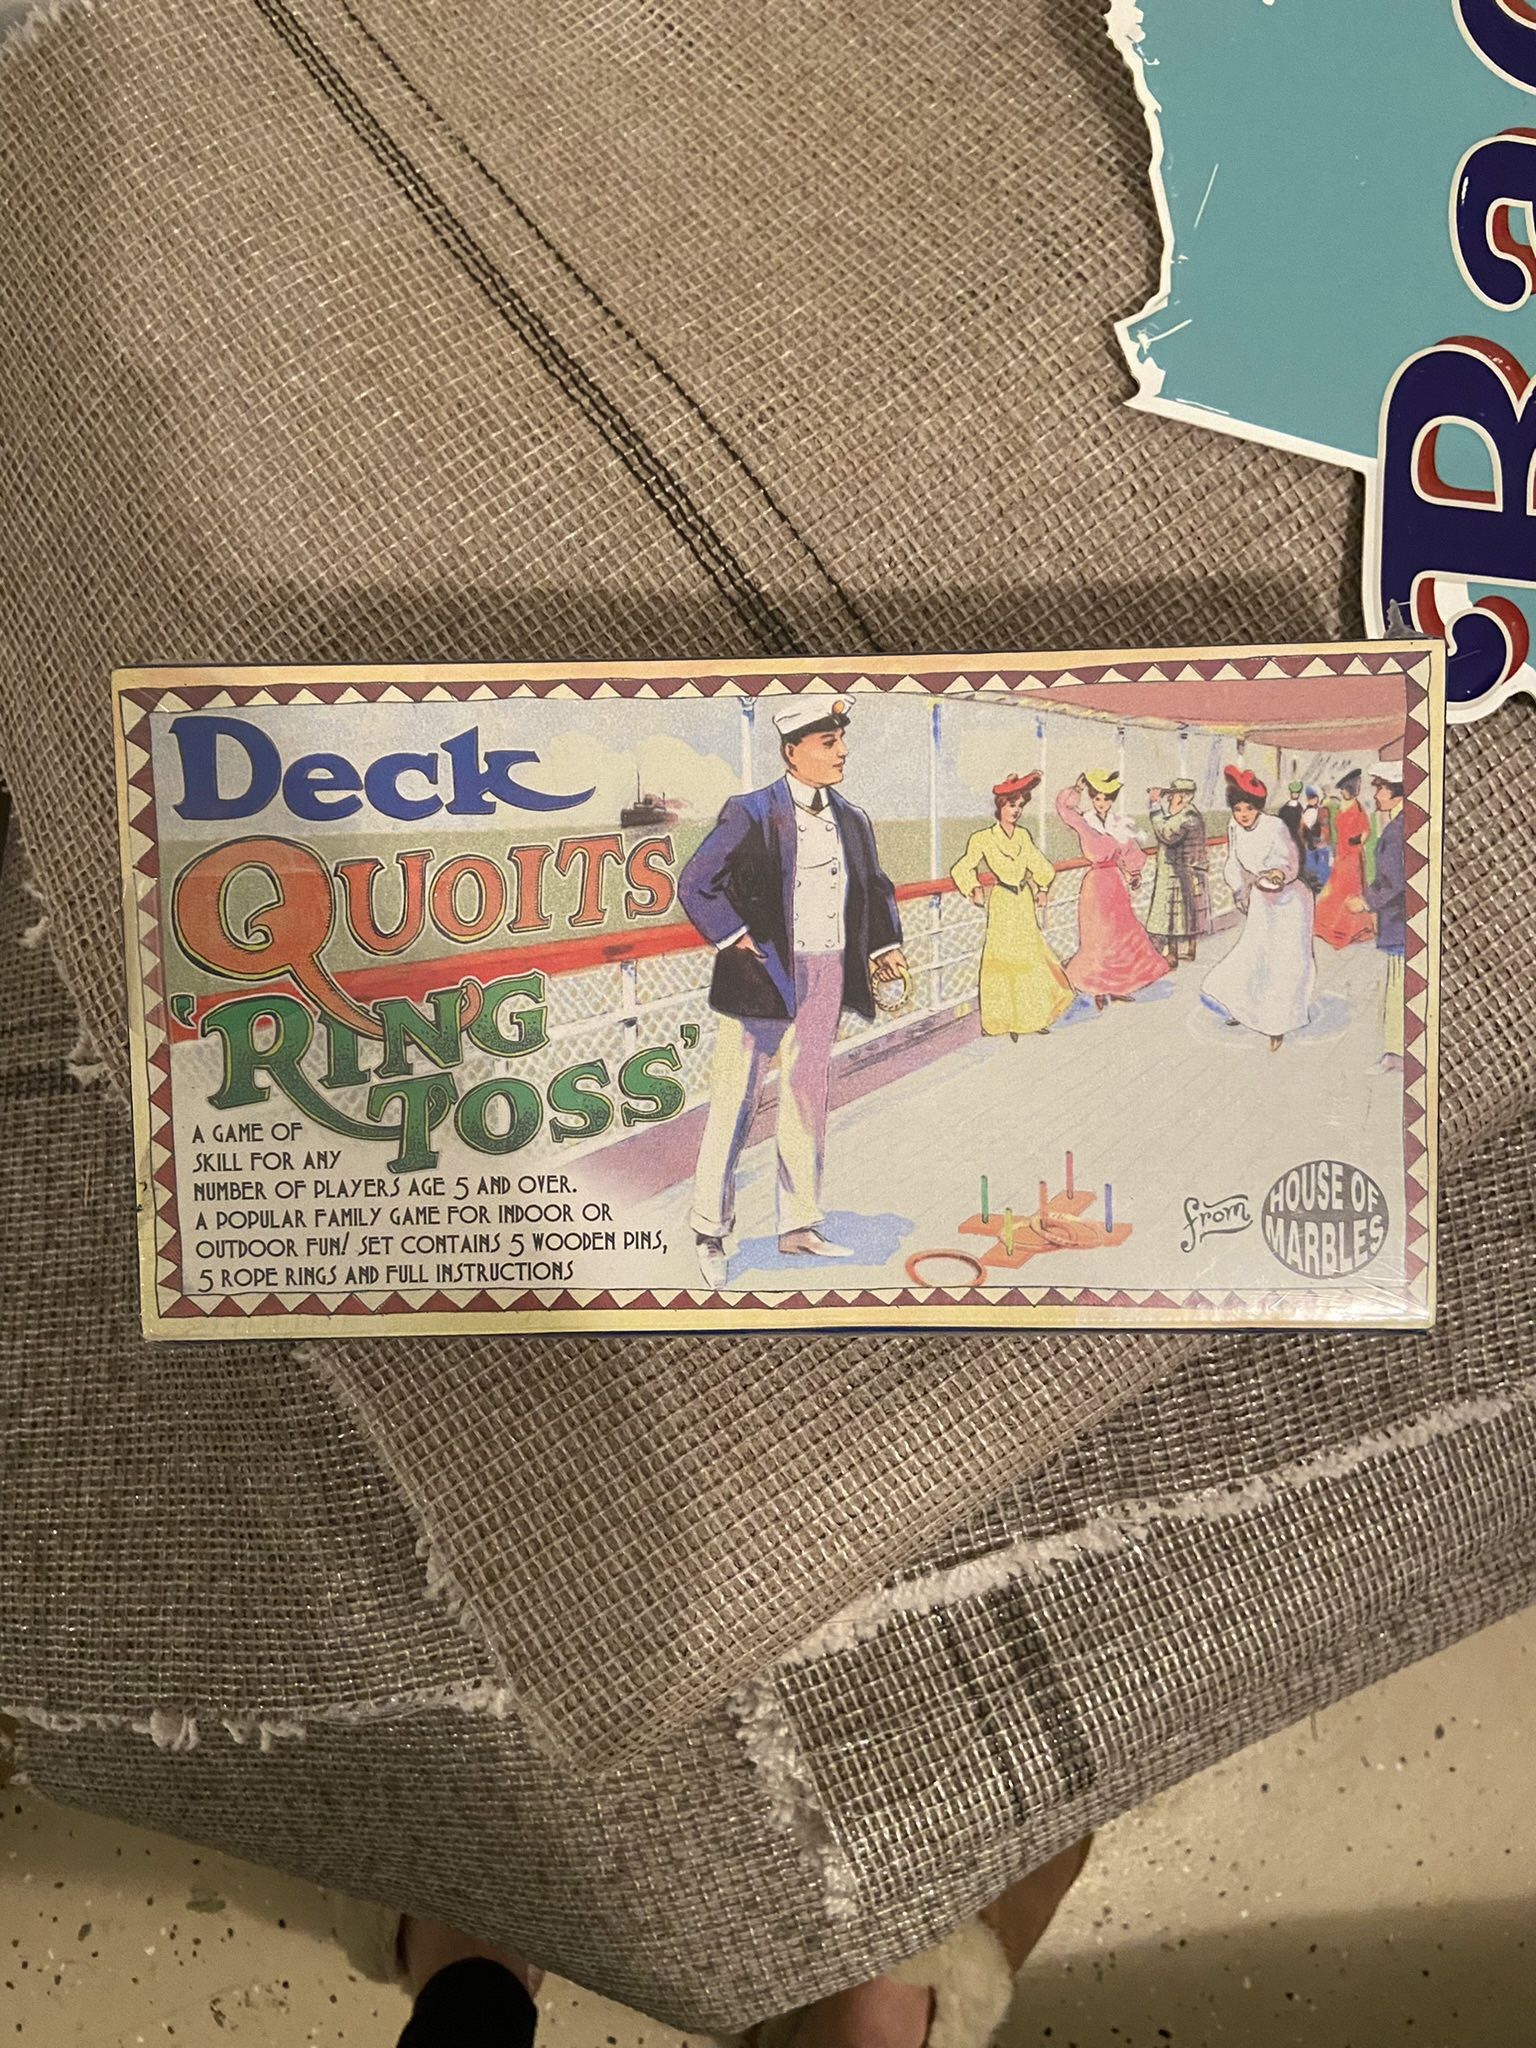 Deck
QUOITS
'RING
TOSS'
A GAME OF
SKILL FOR ANY
NUMBER OF PLAYERS AGE 5 AND OVER.
A POPULAR FAMILY GAME FOR INDOOR OR
OUTDOOR FUN! SET CONTAINS 5 WOODEN PINS,
5 ROPE RINGS AND FULL INSTRUCTIONS
from
HOUSE OF
MARBLES